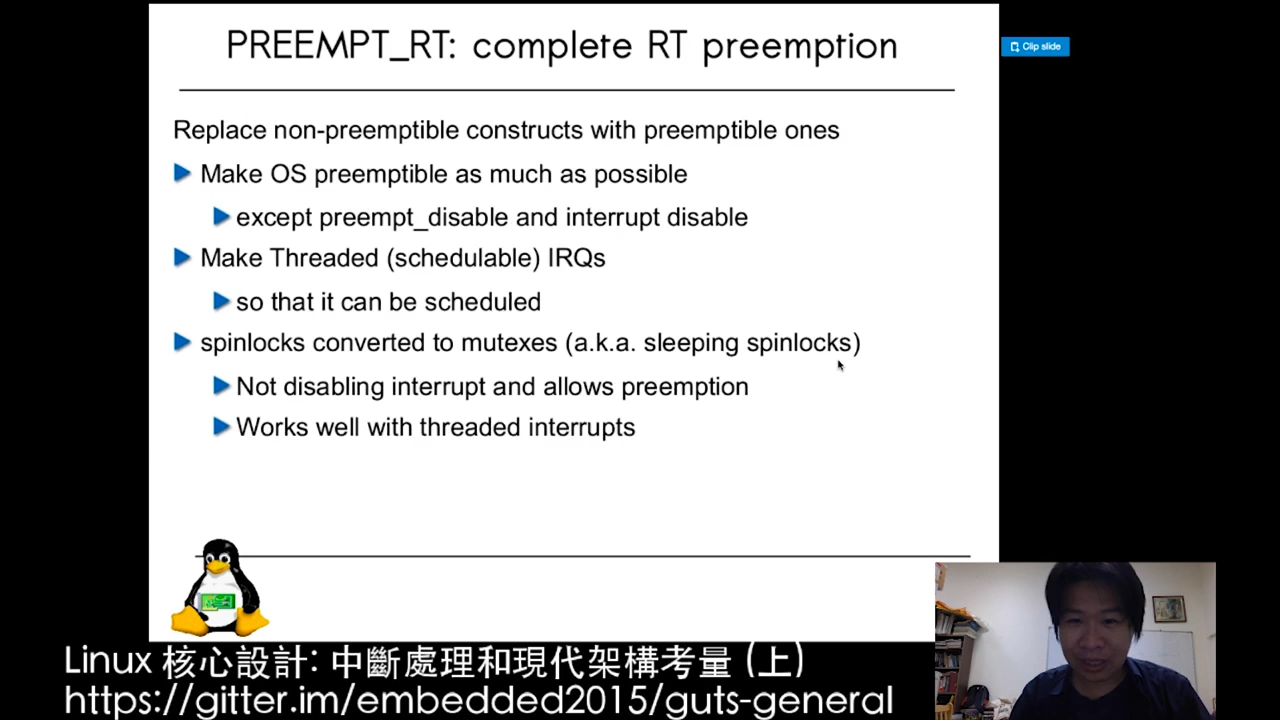 PREEMPT_RT: complete RT preemption
Clip slide
Replace non-preemptible constructs with preemptible ones
Make OS preemptible as much as possible
except preempt_disable and interrupt disable
Make Threaded (schedulable) IRQs
so that it can be scheduled
spinlocks converted to mutexes (a.k.a. sleeping spinlocks)
Not disabling interrupt and allows preemption
Works well with threaded interrupts
Linux 核心設計: 中斷處理和現代架構考量 (上)
https://gitter.im/embedded2015/guts-general